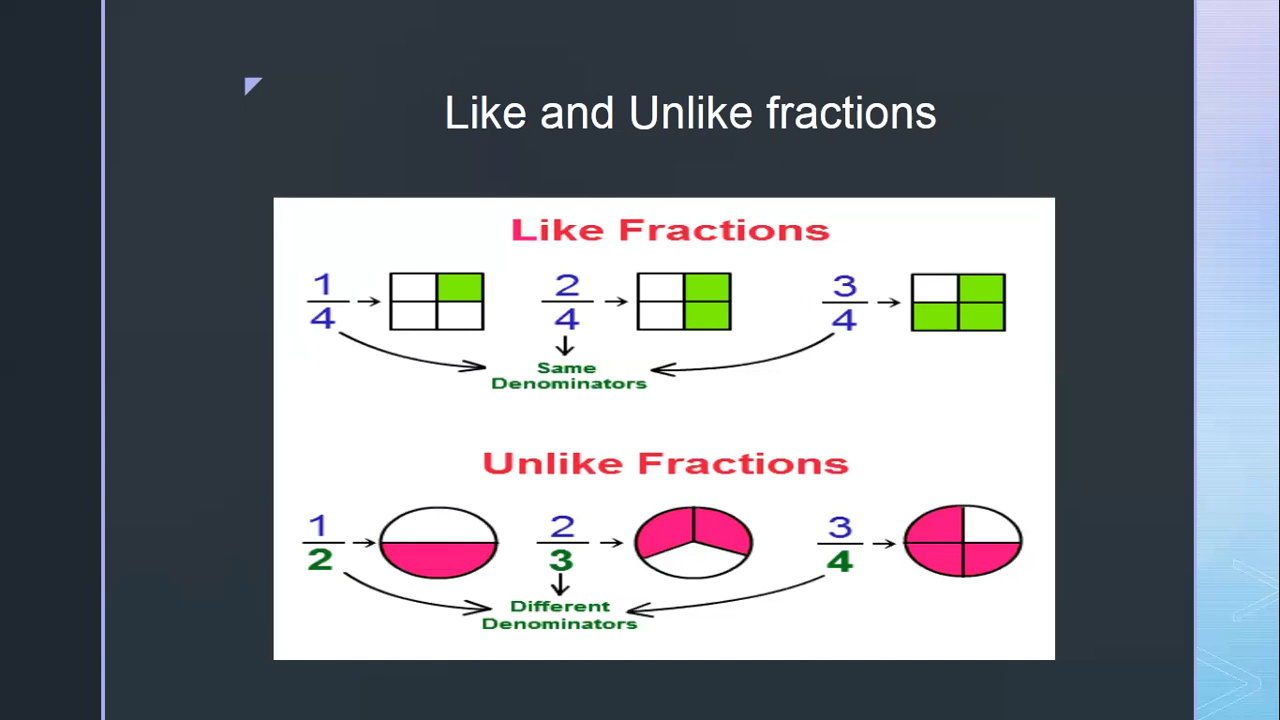 Like and Unlike fractions
Like Fractions
1/4 → 2/4 → 3/4 →
Same
Denominators
Unlike Fractions
1/2 → 2/3 → 3/4 →
Different
Denominators